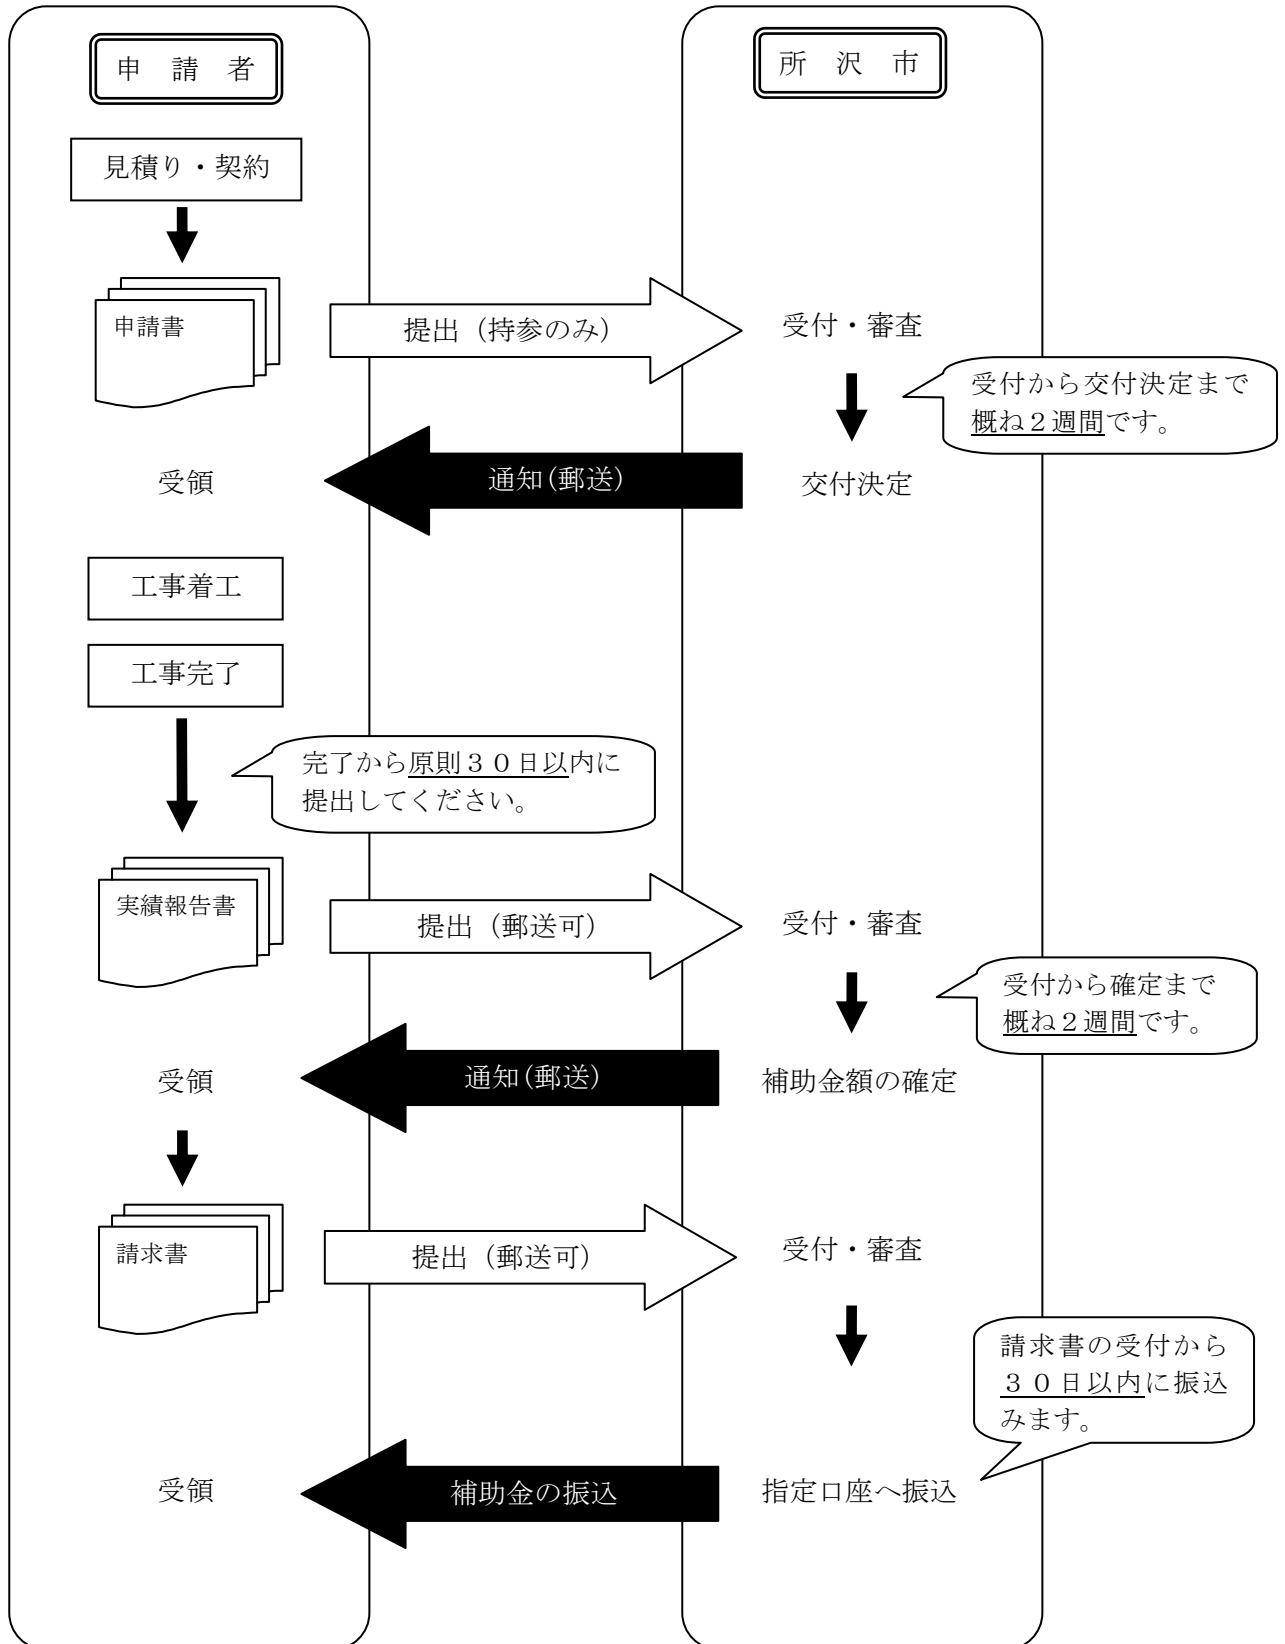 申　請　者
所　沢　市
見積り・契約
申請書
提出（持参のみ）
受付・審査
受付から交付決定まで
概ね２週間です。
受領
通知(郵送)
交付決定
工事着工
工事完了
完了から原則３０日以内に
提出してください。
実績報告書
提出（郵送可）
受付・審査
受付から確定まで
概ね２週間です。
受領
通知(郵送)
補助金額の確定
請求書
提出（郵送可）
受付・審査
請求書の受付から
３０日以内に振込
みます。
受領
補助金の振込
指定口座へ振込